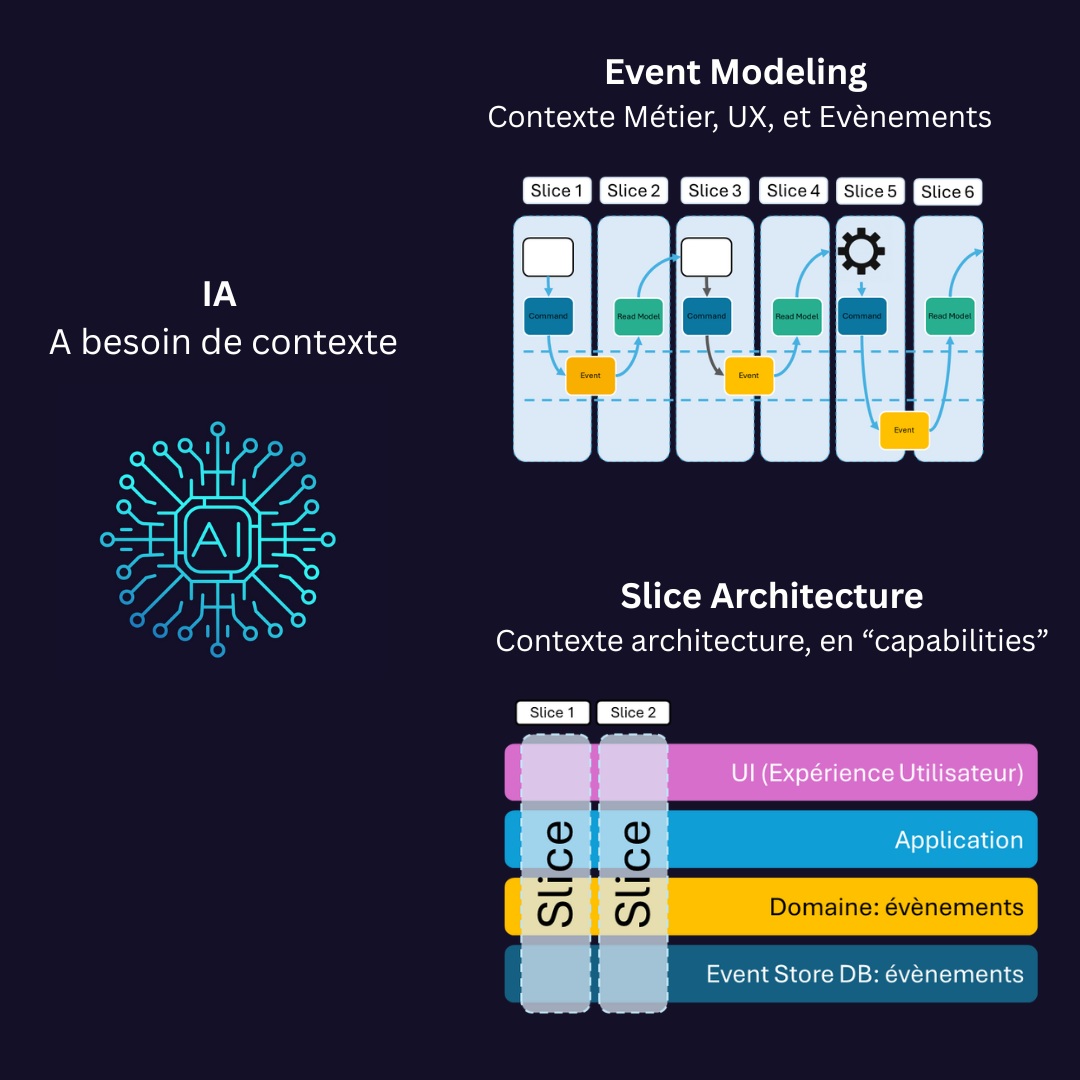 IA
A besoin de contexte
AI
Event Modeling
Contexte Métier, UX, et Evènements
Slice 1
Slice 2
Slice 3
Slice 4
Slice 5
Slice 6
Command
Read Model
Command
Read Model
Command
Read Model
Event
Event
Event
Slice Architecture
Contexte architecture, en “capabilities”
Slice 1
Slice 2
Slice
Slice
UI (Expérience Utilisateur)
Application
Domaine: évènements
Event Store DB: évènements